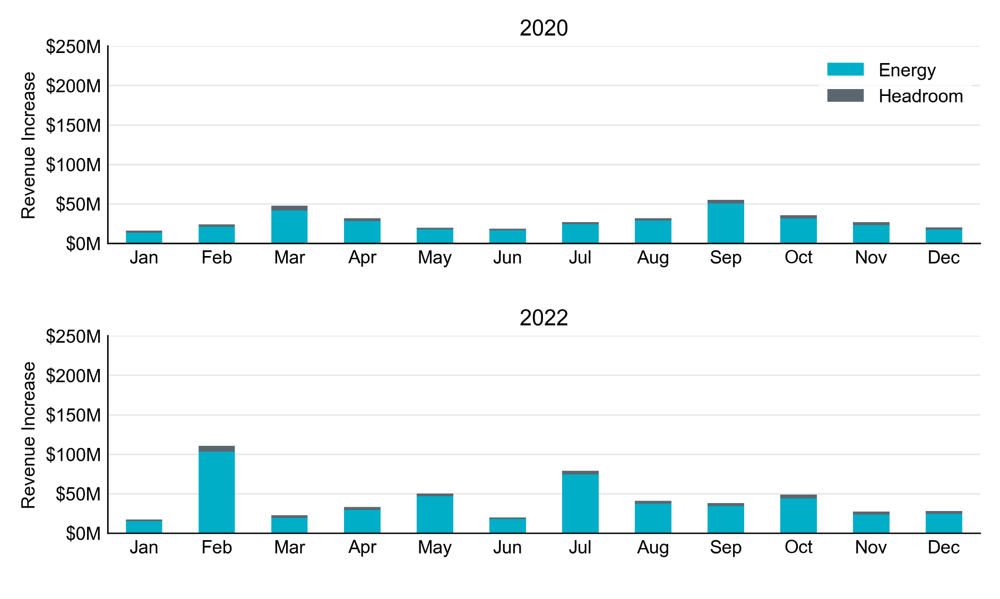 2020
$250M
$200M
$150M
$100M
$50M
$0M
Revenue Increase
Energy
Headroom
Jan Feb Mar Apr May Jun Jul Aug Sep Oct Nov Dec
2022
$250M
$200M
$150M
$100M
$50M
$0M
Revenue Increase
Jan Feb Mar Apr May Jun Jul Aug Sep Oct Nov Dec